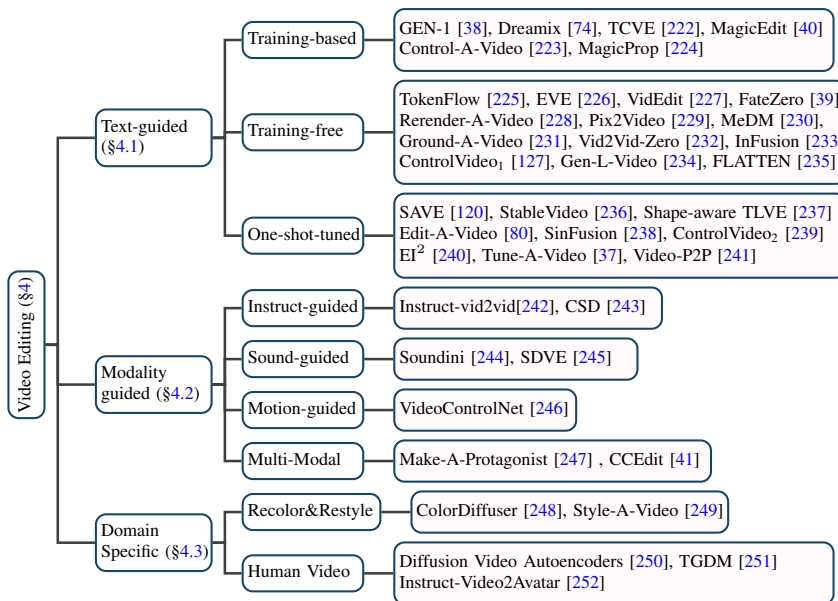 Video Editing (§4)
Text-guided
(§4.1)
Training-based
GEN-1 [38], Dreamix [74], TCVE [222], MagicEdit [40]
Control-A-Video [223], MagicProp [224]
Training-free
TokenFlow [225], EVE [226], VidEdit [227], FateZero [39]
Rerender-A-Video [228], Pix2Video [229], MeDM [230],
Ground-A-Video [231], Vid2Vid-Zero [232], InFusion [233
ControlVideo₁ [127], Gen-L-Video [234], FLATTEN [235]
One-shot-tuned
SAVE [120], StableVideo [236], Shape-aware TLVE [237]
Edit-A-Video [80], SinFusion [238], ControlVideo₂ [239]
EI² [240], Tune-A-Video [37], Video-P2P [241]
Modality
guided (§4.2)
Instruct-guided
Instruct-vid2vid[242], CSD [243]
Sound-guided
Soundini [244], SDVE [245]
Motion-guided
VideoControlNet [246]
Multi-Modal
Make-A-Protagonist [247] , CCEdit [41]
Domain
Specific (§4.3)
Recolor&Restyle
ColorDiffuser [248], Style-A-Video [249]
Human Video
Diffusion Video Autoencoders [250], TGDM [251]
Instruct-Video2Avatar [252]